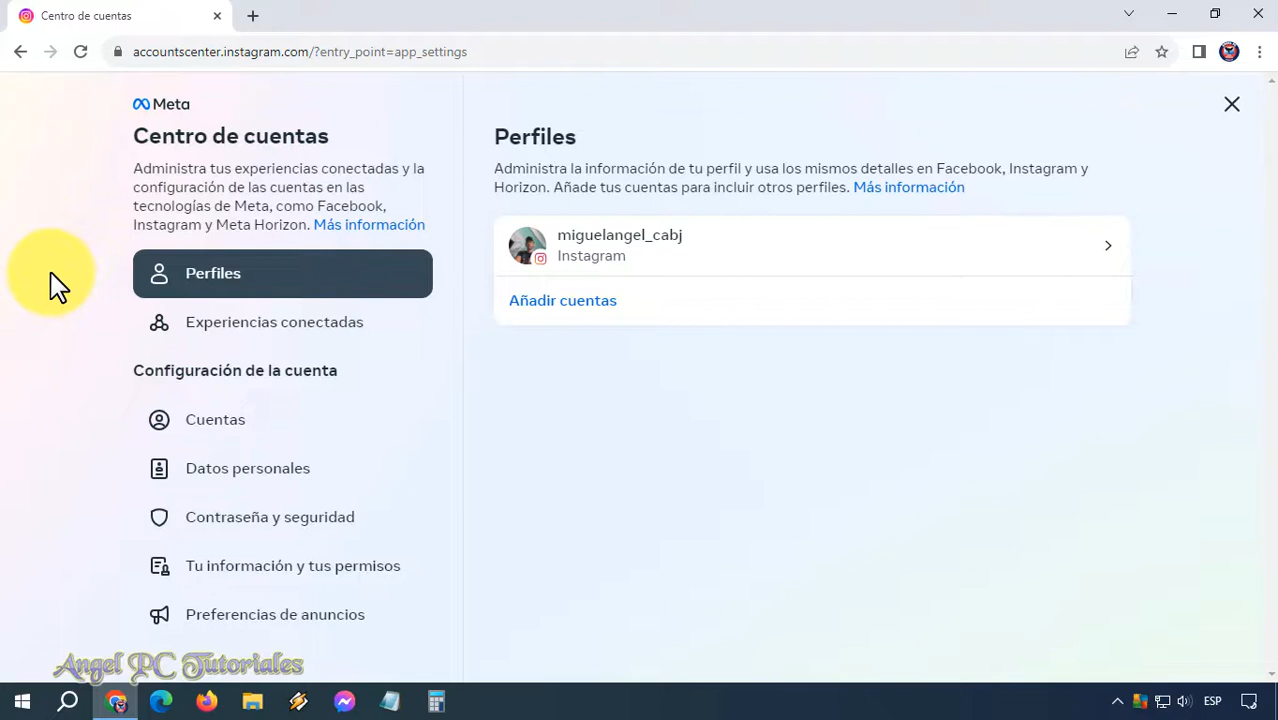 Centro de cuentas
accountscenter.instagram.com/?entry_point=app_settings
Meta
Centro de cuentas
Administra tus experiencias conectadas y la
configuración de las cuentas en las
tecnologías de Meta, como Facebook,
Instagram y Meta Horizon. Más información
Perfiles
Experiencias conectadas
Configuración de la cuenta
Cuentas
Datos personales
Contraseña y seguridad
Tu información y tus permisos
Preferencias de anuncios
Perfiles
Administra la información de tu perfil y usa los mismos detalles en Facebook, Instagram y
Horizon. Añade tus cuentas para incluir otros perfiles. Más información
miguelangel_cabj
Instagram
Añadir cuentas
Angel PC Tutoriales
ESP